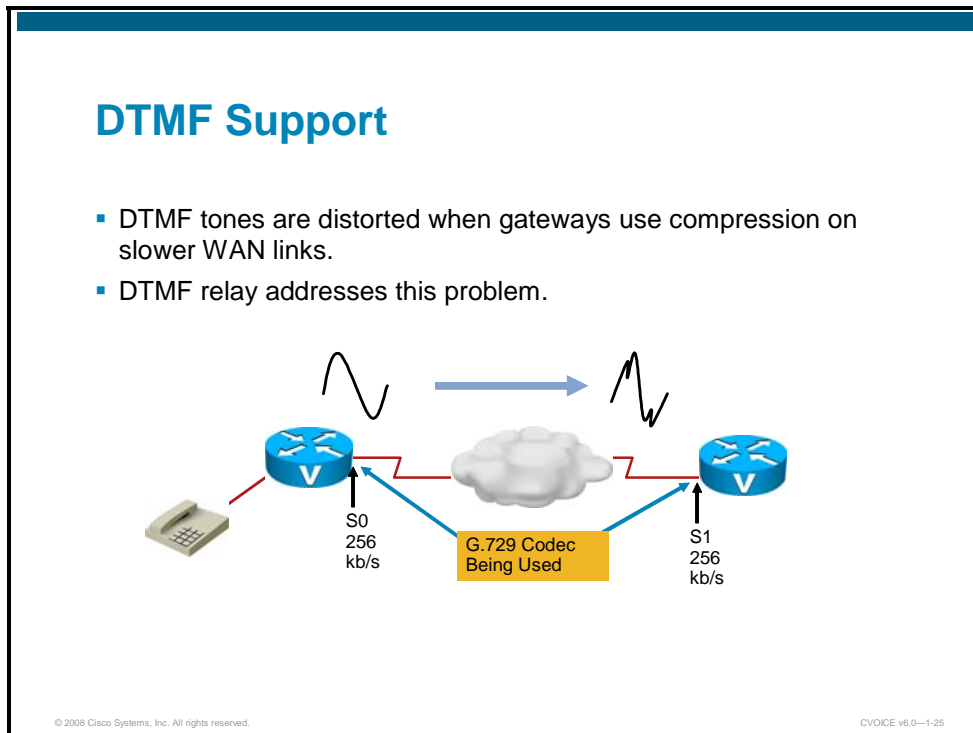 DTMF Support
▪ DTMF tones are distorted when gateways use compression on
slower WAN links.
▪ DTMF relay addresses this problem.
V
V
S0
256
kb/s
G.729 Codec
Being Used
S1
256
kb/s
© 2008 Cisco Systems, Inc. All rights reserved.
CVOICE v6.0—1-25